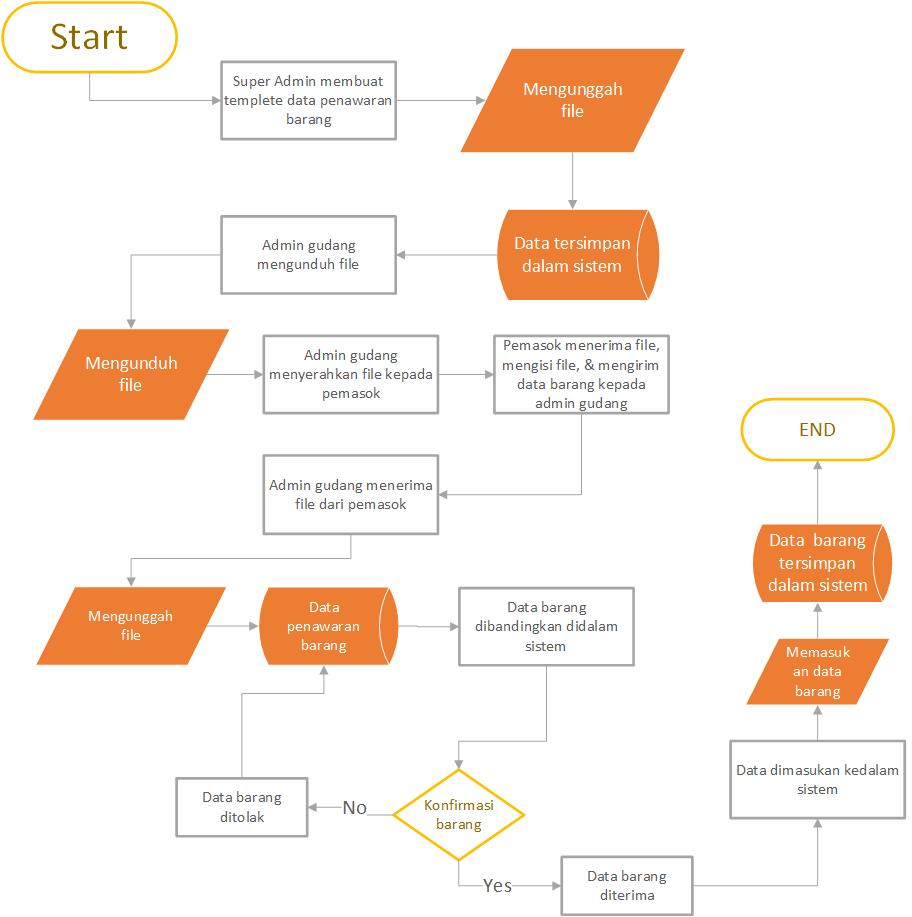 Start
Super Admin membuat
templete data penawaran
barang
Mengunggah
file
Data tersimpan
dalam sistem
Admin gudang
mengunduh file
Mengunduh
file
Admin gudang
menyerahkan file kepada
pemasok
Pemasok menerima file,
mengisi file, & mengirim
data barang kepada
admin gudang
Admin gudang menerima
file dari pemasok
Mengunggah
file
Data
penawaran
barang
Data barang
dibandingkan didalam
sistem
Konfirmasi
barang
No
Data barang
ditolak
Yes
Data barang
diterima
Data dimasukan kedalam
sistem
Memasuk
an data
barang
Data barang
tersimpan
dalam sistem
END